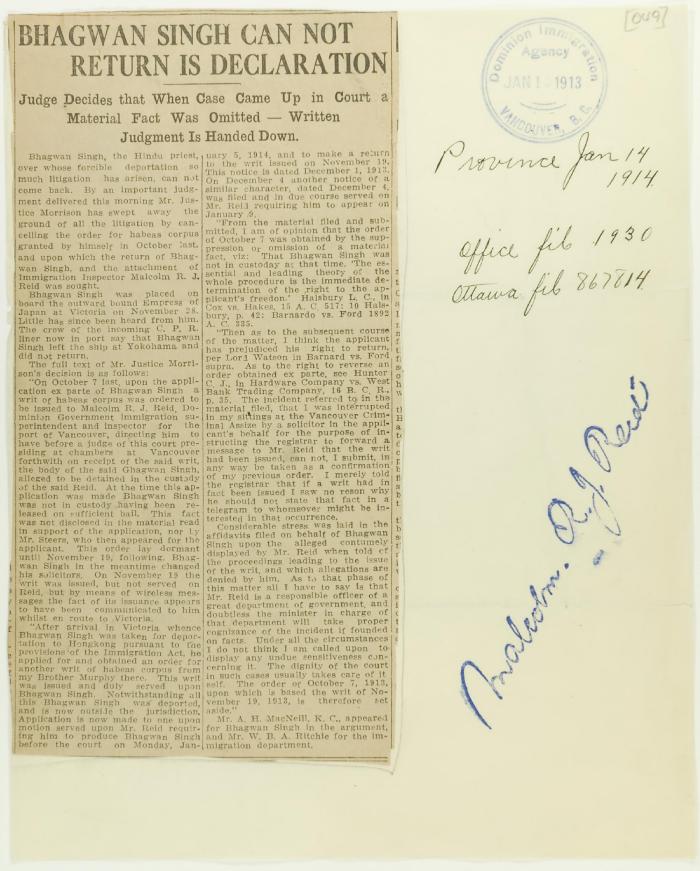 BHAGWAN SINGH CAN NOT
RETURN IS DECLARATION
Judge Decides that When Case Came Up in Court a
Material Fact Was Omitted — Written
Judgment Is Handed Down.
Bhagwan Singh, the Hindu priest,
over whose forcible deportation so
much litigation has arisen, can not
come back. By an important judg-
ment delivered this morning Mr. Jus-
tice Morrison has swept away the
ground of all the litigation by can-
celling the order for habeas corpus
granted by himself in October last,
and upon which the return of Bhag-
wan Singh, and the attachment of
Immigration Inspector Malcolm R. J.
Reid was sought.
Bhagwan Singh was placed on
board the outward bound Empress of
Japan at Victoria on November 28.
Little has since been heard from him.
The crew of the incoming C. P. R.
liner now in port say that Bhagwan
Singh left the ship at Yokohama and
did not return.
The full text of Mr. Justice Morri-
son's decision is as follows:
"On October 7 last, upon the appli-
cation ex parte of Bhagwan Singh a
writ of habeas corpus was ordered to
be issued to Malcolm R. J. Reid, Do-
minion Government immigration su-
perintendent and inspector for the
port of Vancouver, directing him to
have before a judge of this court pre-
siding at chambers at Vancouver
forthwith on receipt of the said writ,
the body of the said Ghagwan Singh,
alleged to be detained in the custody
of the said Reid. At the time this ap-
plication was made Bhagwan Singh
was not in custody having been re-
leased on sufficient bail. This fact
was not disclosed in the material read
in support of the application, nor by
Mr. Steers, who then appeared for the
applicant. This order lay dormant
until November 19, following. Bhag-
wan Singh in the meantime changed
his solicitors. On November 19 the
writ was issued, but not served on
Reid, but by means of wireless mes-
sages the fact of its issuance appears
to have been communicated to him
whilst en route to Victoria.
"After arrival in Victoria whence
Bhagwan Singh was taken for depor-
tation to Hongkong pursuant to the
provisions of the Immigration Act, he
applied for and obtained an order for
another writ of habeas corpus from
my Brother Murphy there. This writ
was issued and duly served upon
Bhagwan Singh. Notwithstanding all
this Bhagwan Singh was deported,
and is now outside the jurisdiction.
Application is now made to one upon
motion served upon Mr. Reid requir-
ing him to produce Bhagwan Singh
before the court on Monday, Jan-
uary 5, 1914, and to make a return
to the writ issued on November 19.
This notice is dated December 1, 1913.
On December 4 another notice of a
similar character, dated December 4,
was filed and in due course served on
Mr. Reid requiring him to appear on
January 9.
"From the material filed and sub-
mitted, I am of opinion that the order
of October 7 was obtained by the sup-
pression or omission of a material
fact, viz: That Bhagwan Singh was
not in custody at that time. 'The es-
sential and leading theory of the
whole procedure is the immediate de-
termination of the right to the ap-
plicant's freedom.' Halsbury L. C., in
Cox vs. Hakes, 15 A. C. 517: 10 Hals-
bury, p. 42: Barnardo vs. Ford 1892
A. C. 335.
"Then as to the subsequent course
of the matter, I think the applicant
has prejudiced his right to return,
per Lord Watson in Barnard vs. Ford
supra. As to the right to reverse an
order obtained ex parte, see Hunter
C. J., in Hardware Company vs. West
Bank Trading Company, 16 B. C. R.,
p. 35. The incident referred to in the
material filed, that I was interrupted
in my sittings at the Vancouver Crim-
inal Assize by a solicitor in the appli-
cant's behalf for the purpose of in-
structing the registrar to forward a
message to Mr. Reid that the writ
had been issued, can not, I submit, in
any way be taken as a confirmation
of my previous order. I merely told
the registrar that if a writ had in
fact been issued I saw no reson why
he should not state that fact in a
telegram to whomsoever might be in-
terested in that occurrence.
Considerable stress was laid in the
affidavits filed on behalf of Bhagwan
Singh upon the alleged contumely
displayed by Mr. Reid when told of
the proceedings leading to the issue
of the writ, and which allegations are
denied by him. As to that phase of
this matter all I have to say is that
Mr. Reid is a responsible officer of a
great department of government, and
doubtless the minister in charge of
that department will take proper
cognizance of the incident if founded
on facts. Under all the circumstances
I do not think I am called upon to
display any undue sensitiveness con-
cerning it. The dignity of the court
in such cases usually takes care of it
self. The order of October 7, 1913,
upon which is based the writ of No-
vember 19, 1913, is therefore set
aside."
Mr. A. H. MacNeill, K. C., appeared
for Bhagwan Singh in the argument,
and Mr. W. B. A. Ritchie for the im-
migration department.
[049]
Dominion Immigration
Agency
JAN 1 1913
VANCOUVER, B. C.
Province Jan 14
1914
Office file 1930
Ottawa file 867814
Malcolm. R. J. Reid